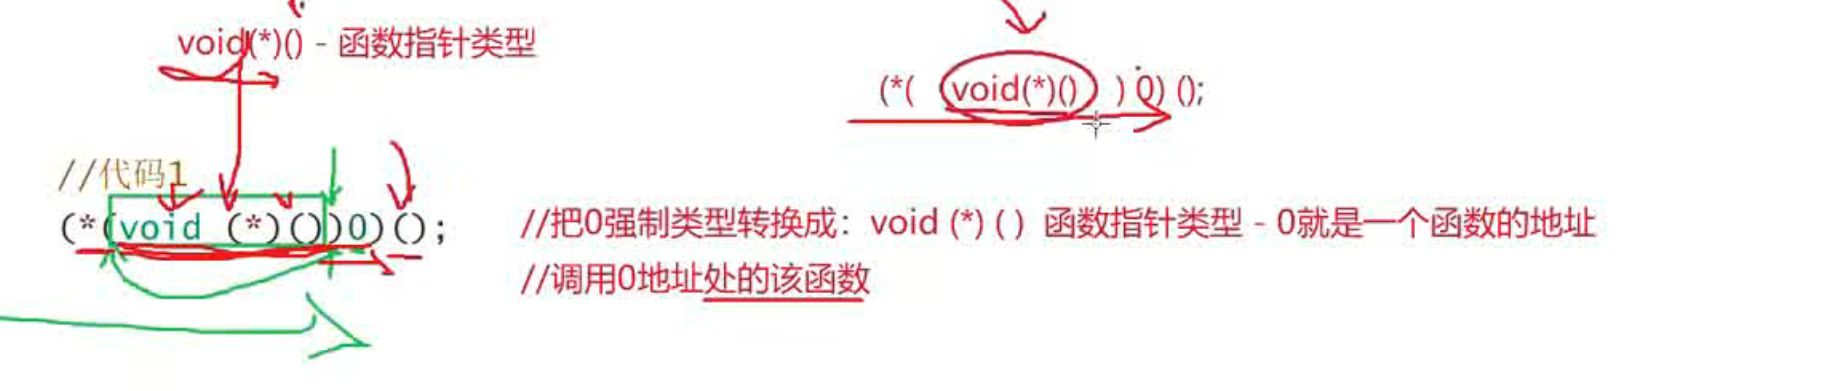 void(*)() - 函数指针类型
(*( void(*)() ) 0) ();
//代码1
(*(void (*)())0)();
//把0强制类型转换成：void (*) ( ) 函数指针类型 - 0就是一个函数的地址
//调用0地址处的该函数